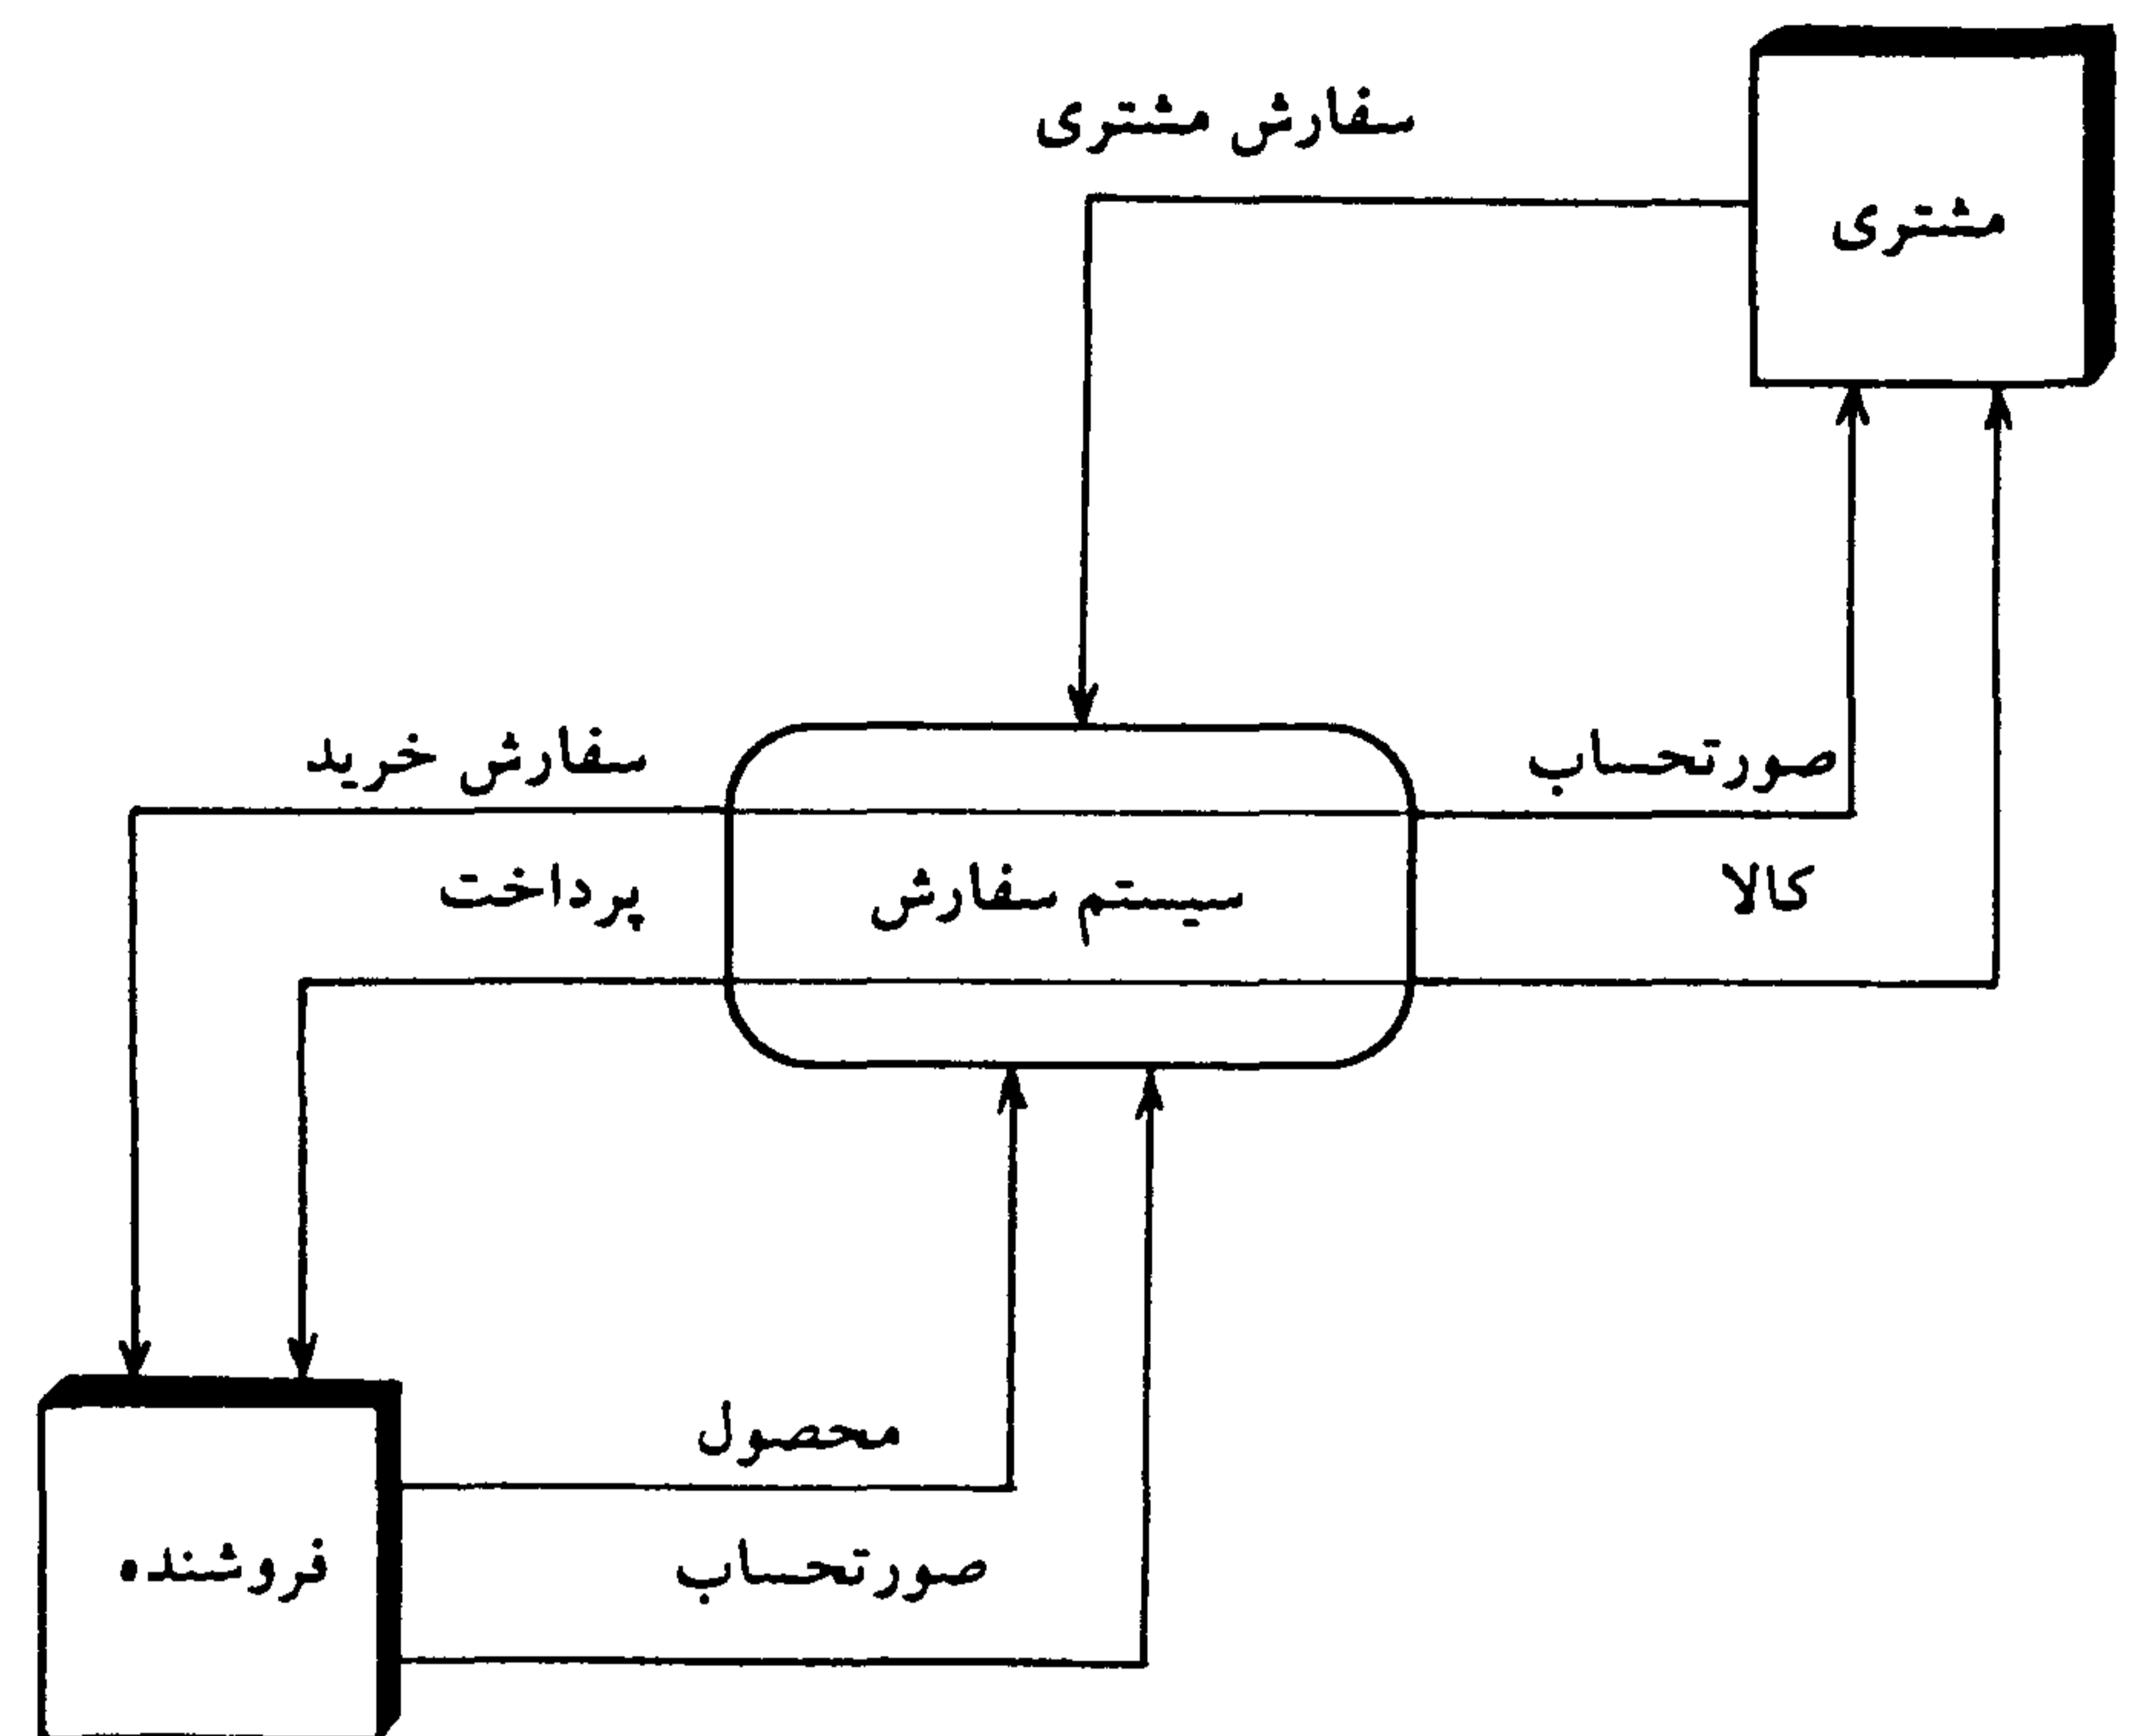 سفارش مشتری
مشتری
سفارش خرید
صورتحساب
پرداخت
سیستم سفارش
کالا
محصول
فروشنده
صورتحساب